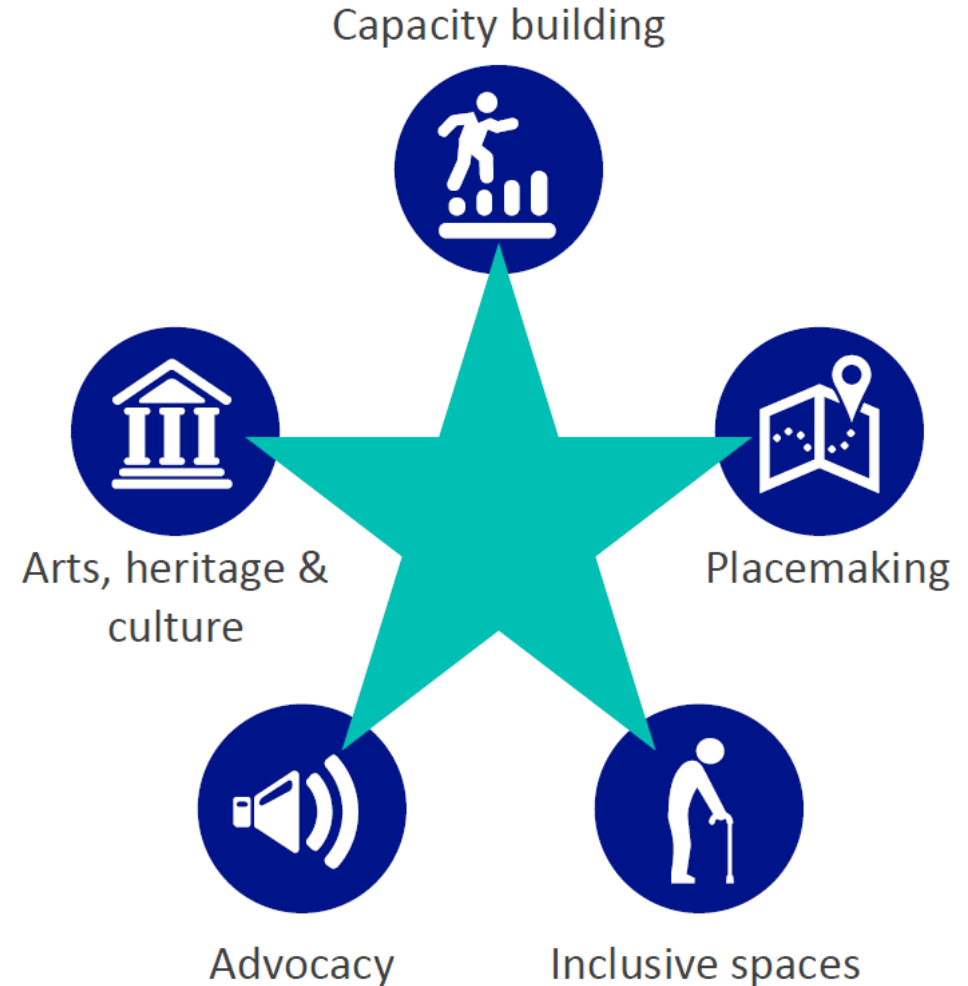 Capacity building
Arts, heritage &
culture
Placemaking
Advocacy
Inclusive spaces